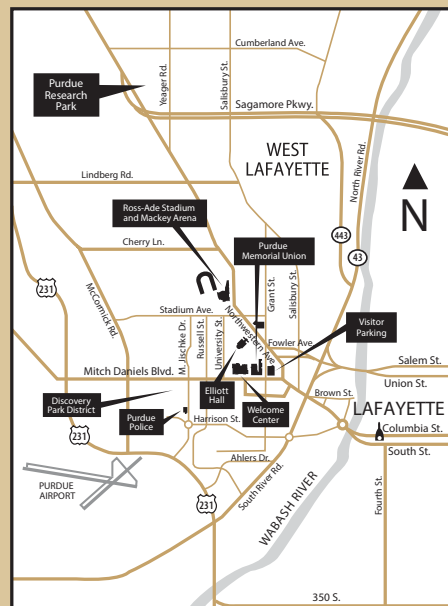 Cumberland Ave.
Purdue
Research
Park
Yeager Rd.
Salisbury St.
Sagamore Pkwy.
North River Rd.
WEST
LAFAYETTE
Lindberg Rd.
Ross-Ade Stadium
and Mackey Arena
N
443
43
Cherry Ln.
Purdue
Memorial Union
231
McCormick Rd.
Grant St.
Salisbury St.
Stadium Ave.
Northwestern Ave.
Visitor
Parking
M. Jischke Dr.
Russell St.
University St.
Fowler Ave.
Salem St.
Mitch Daniels Blvd.
Union St.
Discovery
Park District
Elliott
Hall
Welcome
Center
Brown St.
LAFAYETTE
Purdue
Police
Harrison St.
Columbia St.
231
South St.
Ahlers Dr.
PURDUE
AIRPORT
231
South River Rd.
WABASH RIVER
Fourth St.
350 S.